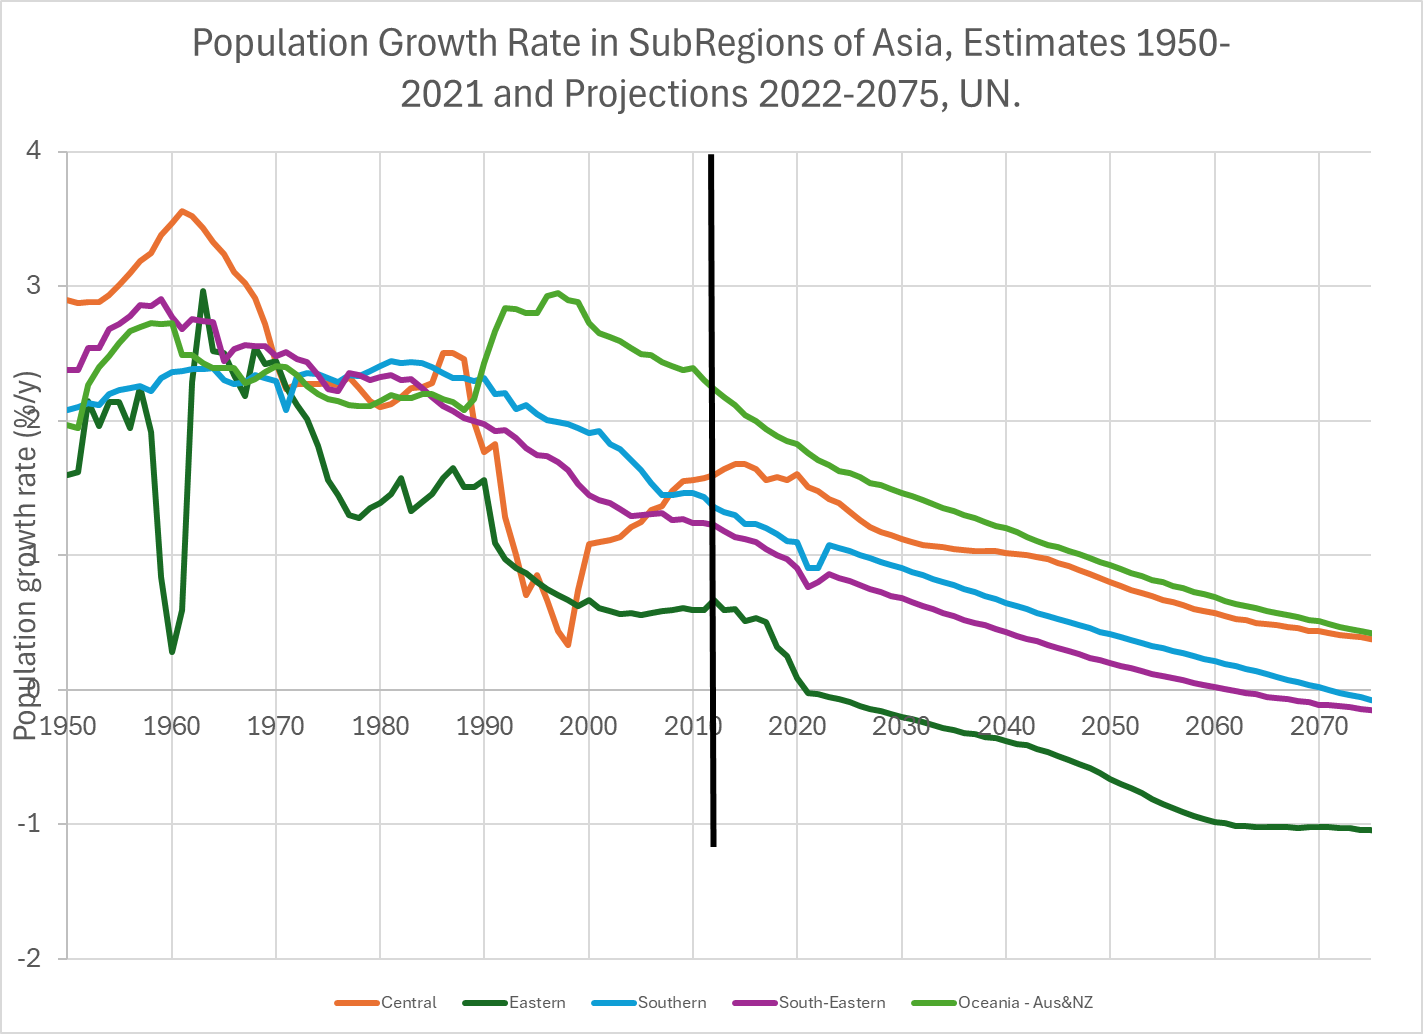 Population Growth Rate in SubRegions of Asia, Estimates 1950-
2021 and Projections 2022-2075, UN.
Population growth rate (%/y)
4
3
2
1
0
-1
-2
1950 1960 1970 1980 1990 2000 2010 2020 2030 2040 2050 2060 2070
Central Eastern Southern South-Eastern Oceania - Aus&NZ